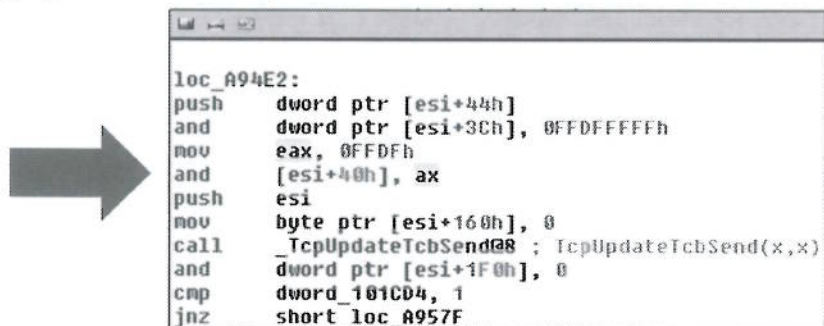 loc_A94E2:
push dword ptr [esi+44h]
and dword ptr [esi+3Ch], 0FFDFFFFFh
mov eax, 0FFDFh
and [esi+40h], ax
push esi
mov byte ptr [esi+160h], 0
call _TcpUpdateTcbSend@8 ; TcpUpdateTcbSend(x,x)
and dword ptr [esi+1F0h], 0
cmp dword_101CD4, 1
jnz short loc_A957F